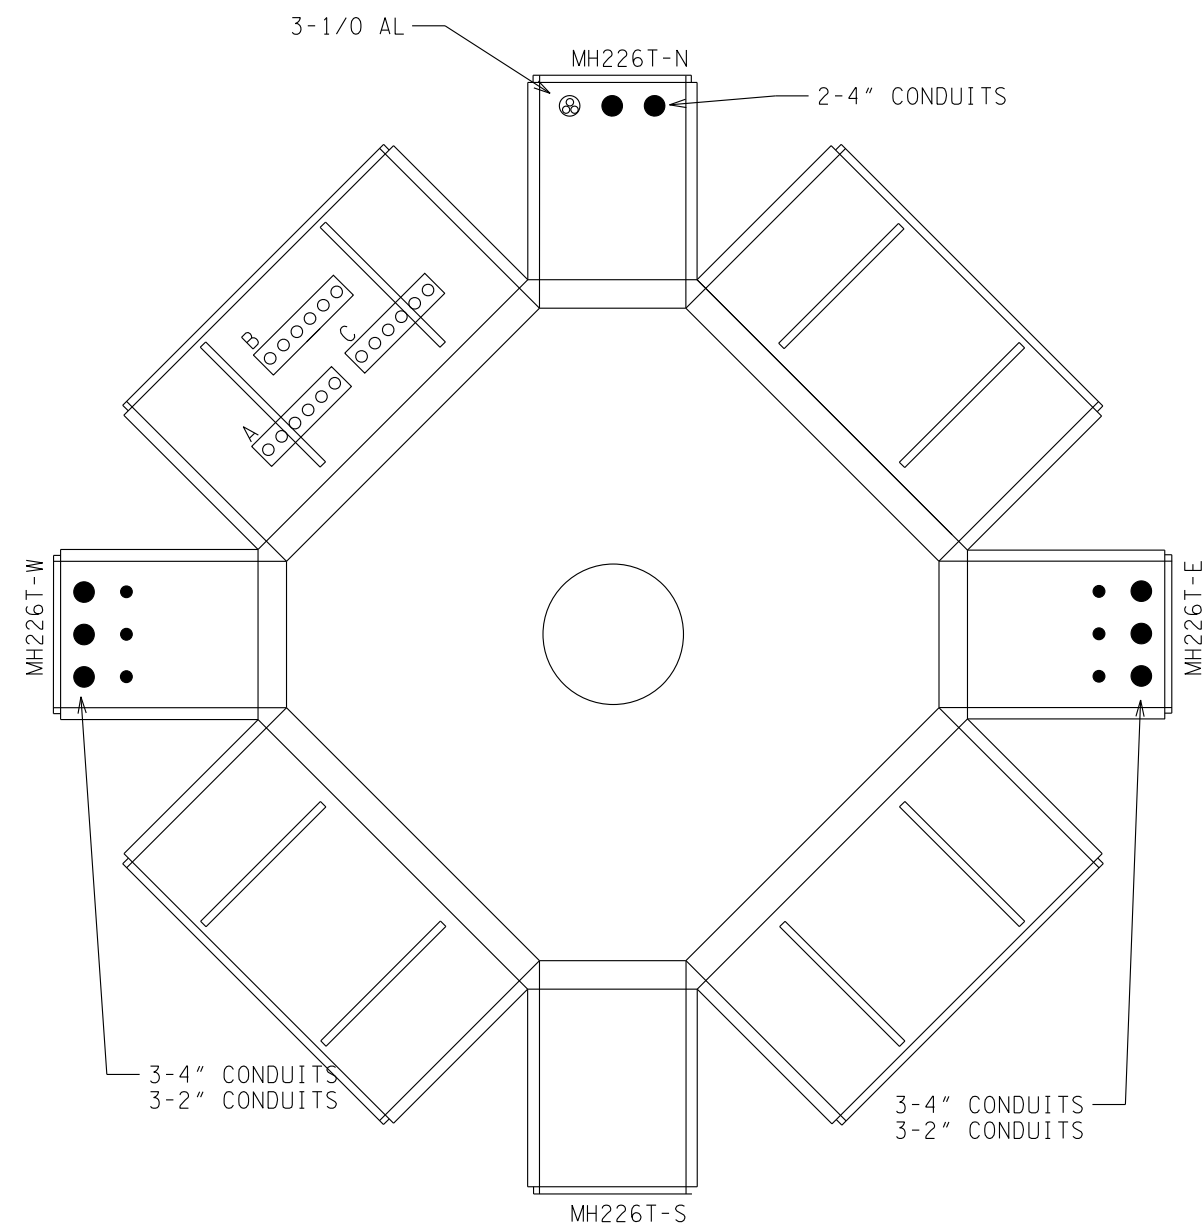 3-1/0 AL
MH226T-N
2-4" CONDUITS
B
C
A
MH226T-W
MH226T-E
3-4" CONDUITS
3-2" CONDUITS
3-4" CONDUITS
3-2" CONDUITS
MH226T-S